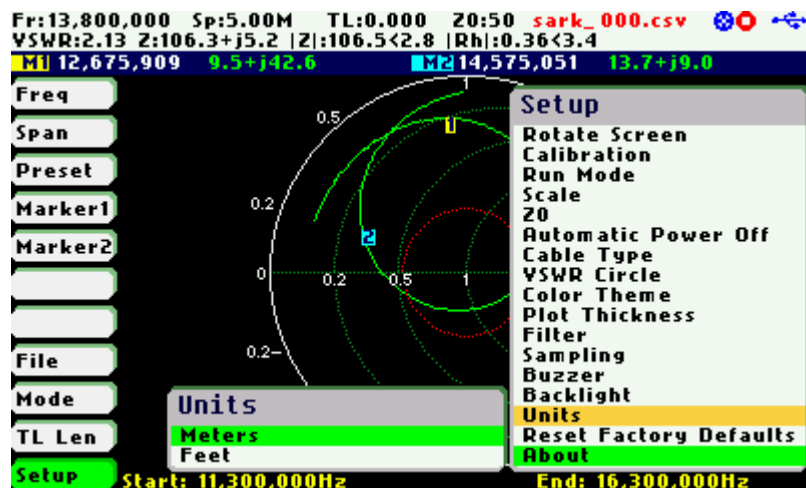 Fr:13,800,000 Sp:5.00M TL:0.000 Z0:50 sark_000.csv
VSWR:2.13 Z:106.3+j5.2 |Z|:106.5<2.8 |Rh|:0.36<3.4
M1 12,675,909 9.5+j42.6 M2 14,575,051 13.7+j9.0
Freq
Span
Preset
Marker1
Marker2
File
Mode
TL Len
Setup
1
0.5
0.2
0
0.2
0.5
1
0.2
1
2
Setup
Rotate Screen
Calibration
Run Mode
Scale
Z0
Automatic Power Off
Cable Type
VSWR Circle
Color Theme
Plot Thickness
Filter
Sampling
Buzzer
Backlight
Units
Reset Factory Defaults
About
Units
Meters
Feet
Start: 11,300,000Hz End: 16,300,000Hz